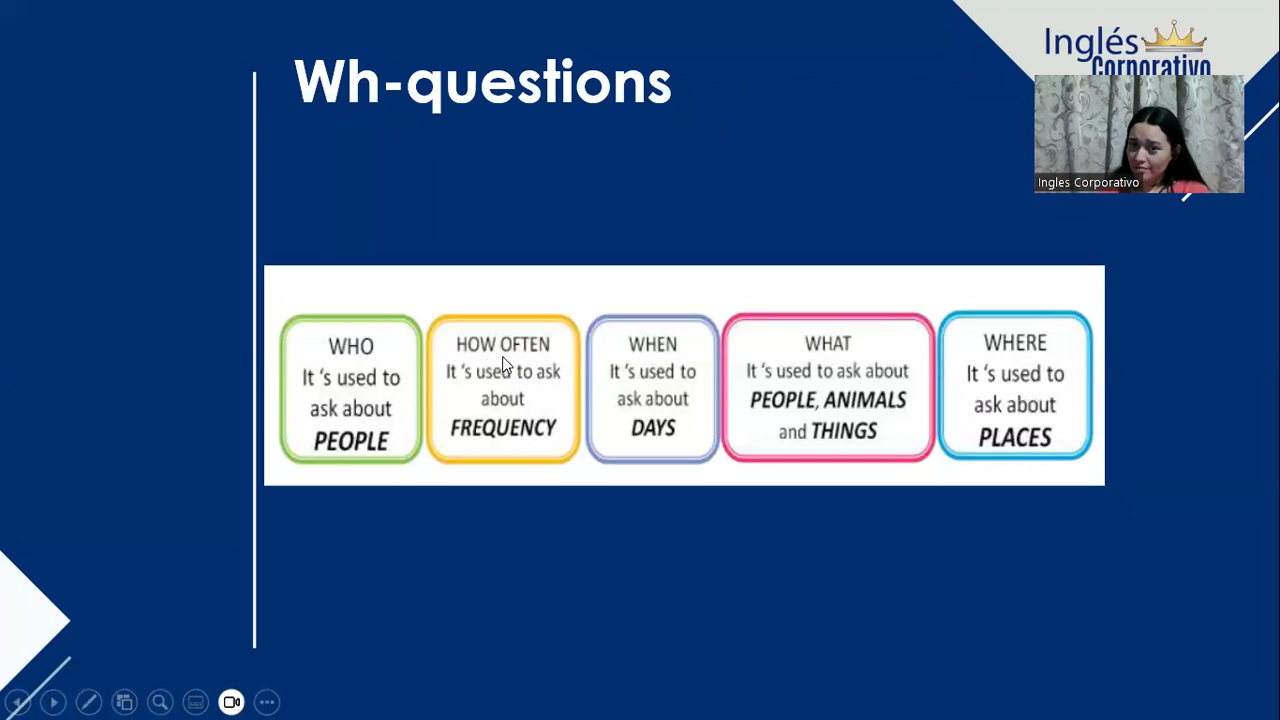 Wh-questions
Inglés
Corporativo
Ingles Corporativo
WHO
It ‘s used to
ask about
PEOPLE
HOW OFTEN
It ‘s used to ask
about
FREQUENCY
WHEN
It ‘s used to
ask about
DAYS
WHAT
It ‘s used to ask about
PEOPLE, ANIMALS
and THINGS
WHERE
It ‘s used to
ask about
PLACES